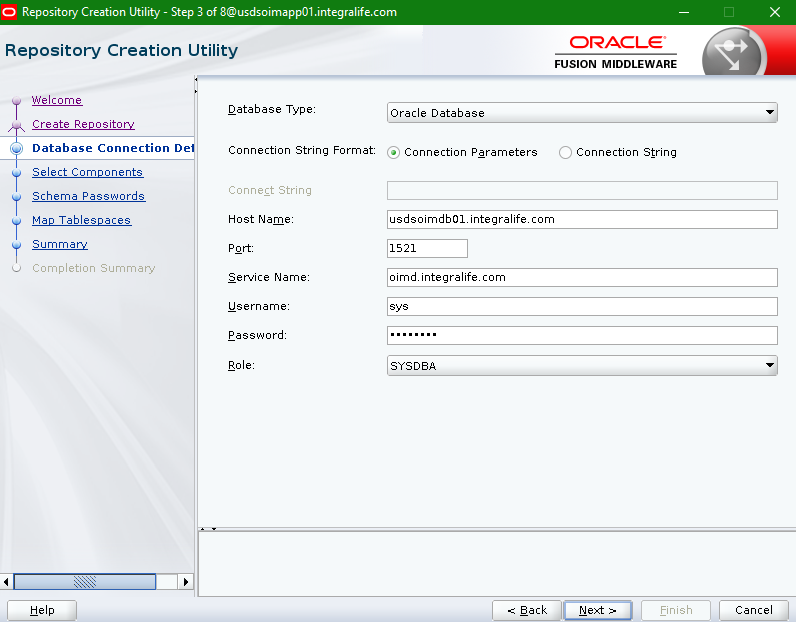 Repository Creation Utility - Step 3 of 8@usdsoimapp01.integralife.com
Repository Creation Utility
ORACLE
FUSION MIDDLEWARE
Welcome
Create Repository
Database Connection Det
Select Components
Schema Passwords
Map Tablespaces
Summary
Completion Summary
Database Type: Oracle Database
Connection String Format: Connection Parameters Connection String
Connect String
Host Name: usdsoimdb01.integralife.com
Port: 1521
Service Name: oimd.integralife.com
Username: sys
Password: ••••••••
Role: SYSDBA
Help < Back Next > Finish Cancel